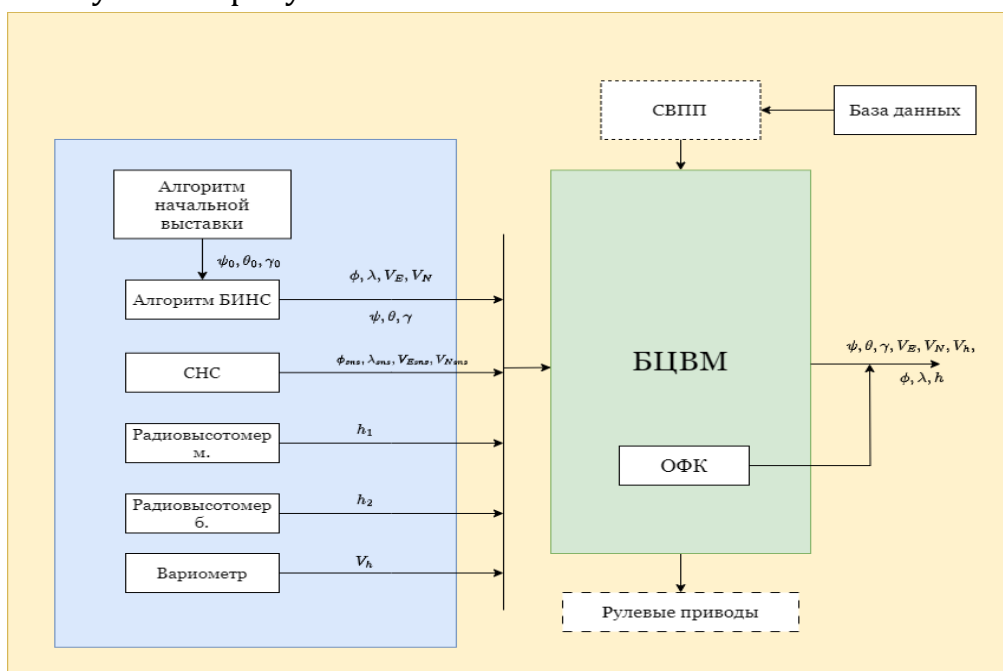 СВПП
База данных
Алгоритм
начальной
выставки
ψ₀, θ₀, γ₀
Алгоритм БИНС
ϕ, λ, V_E, V_N
ψ, θ, γ
СНС
ϕ_sns, λ_sns, V_Esns, V_Nsns
Радиовысотомер
м.
h₁
Радиовысотомер
б.
h₂
Вариометр
V_h
БЦВМ
ОФК
ψ, θ, γ, V_E, V_N, V_h,
ϕ, λ, h
Рулевые приводы